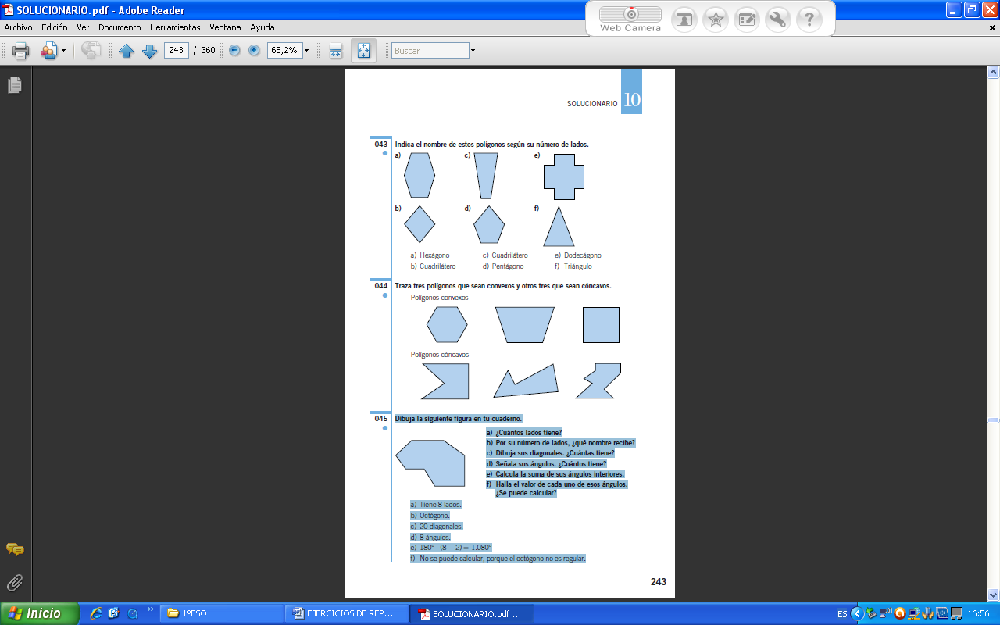 SOLUCIONARIO.pdf - Adobe Reader
Web Camera
Archivo Edición Ver Documento Herramientas Ventana Ayuda
243 / 360 65,2% Buscar
SOLUCIONARIO 10
043 Indica el nombre de estos polígonos según su número de lados.
a) c) e)
b) d) f)
a) Hexágono c) Cuadrilátero e) Dodecágono
b) Cuadrilátero d) Pentágono f) Triángulo
044 Traza tres polígonos que sean convexos y otros tres que sean cóncavos.
Polígonos convexos
Polígonos cóncavos
045 Dibuja la siguiente figura en tu cuaderno.
a) ¿Cuántos lados tiene?
b) Por su número de lados, ¿qué nombre recibe?
c) Dibuja sus diagonales. ¿Cuántas tiene?
d) Señala sus ángulos. ¿Cuántos tiene?
e) Calcula la suma de sus ángulos interiores.
f) Halla el valor de cada uno de esos ángulos.
¿Se puede calcular?
a) Tiene 8 lados.
b) Octógono.
c) 20 diagonales.
d) 8 ángulos.
e) 180° · (8 − 2) = 1.080°
f) No se puede calcular, porque el octógono no es regular.
243
Inicio 1ºESO EJERCICIOS DE REP... SOLUCIONARIO.pdf ... ES 16:56